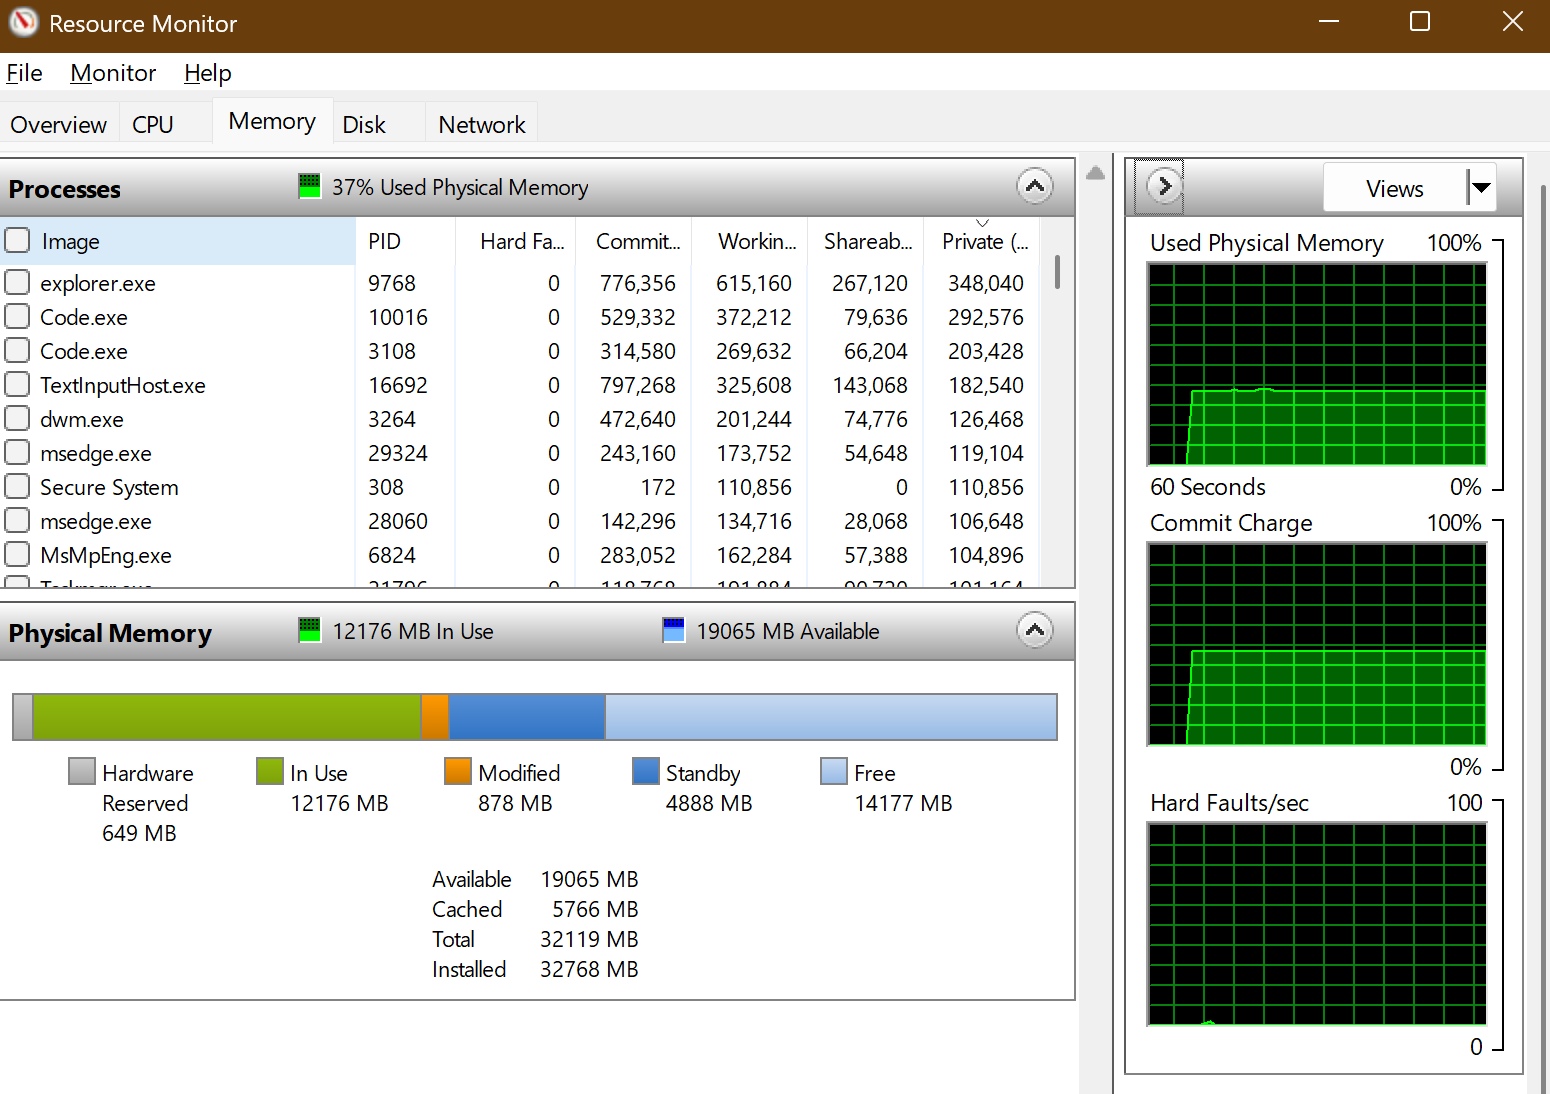 Resource Monitor
File Monitor Help
Overview CPU Memory Disk Network
Processes 37% Used Physical Memory
Image PID Hard Fa... Commit... Workin... Shareab... Private (...
explorer.exe 9768 0 776,356 615,160 267,120 348,040
Code.exe 10016 0 529,332 372,212 79,636 292,576
Code.exe 3108 0 314,580 269,632 66,204 203,428
TextInputHost.exe 16692 0 797,268 325,608 143,068 182,540
dwm.exe 3264 0 472,640 201,244 74,776 126,468
msedge.exe 29324 0 243,160 173,752 54,648 119,104
Secure System 308 0 172 110,856 0 110,856
msedge.exe 28060 0 142,296 134,716 28,068 106,648
MsMpEng.exe 6824 0 283,052 162,284 57,388 104,896
Physical Memory 12176 MB In Use 19065 MB Available
Hardware Reserved 649 MB
In Use 12176 MB
Modified 878 MB
Standby 4888 MB
Free 14177 MB
Available 19065 MB
Cached 5766 MB
Total 32119 MB
Installed 32768 MB
Views
Used Physical Memory 100%
60 Seconds 0%
Commit Charge 100%
0%
Hard Faults/sec 100
0